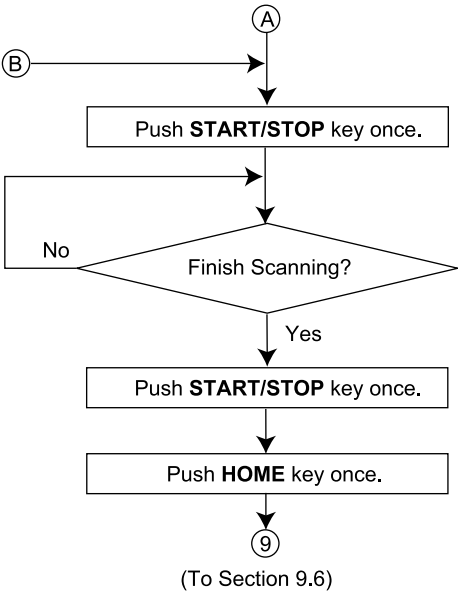 A
B
Push START/STOP key once.
Finish Scanning?
No
Yes
Push START/STOP key once.
Push HOME key once.
9
(To Section 9.6)